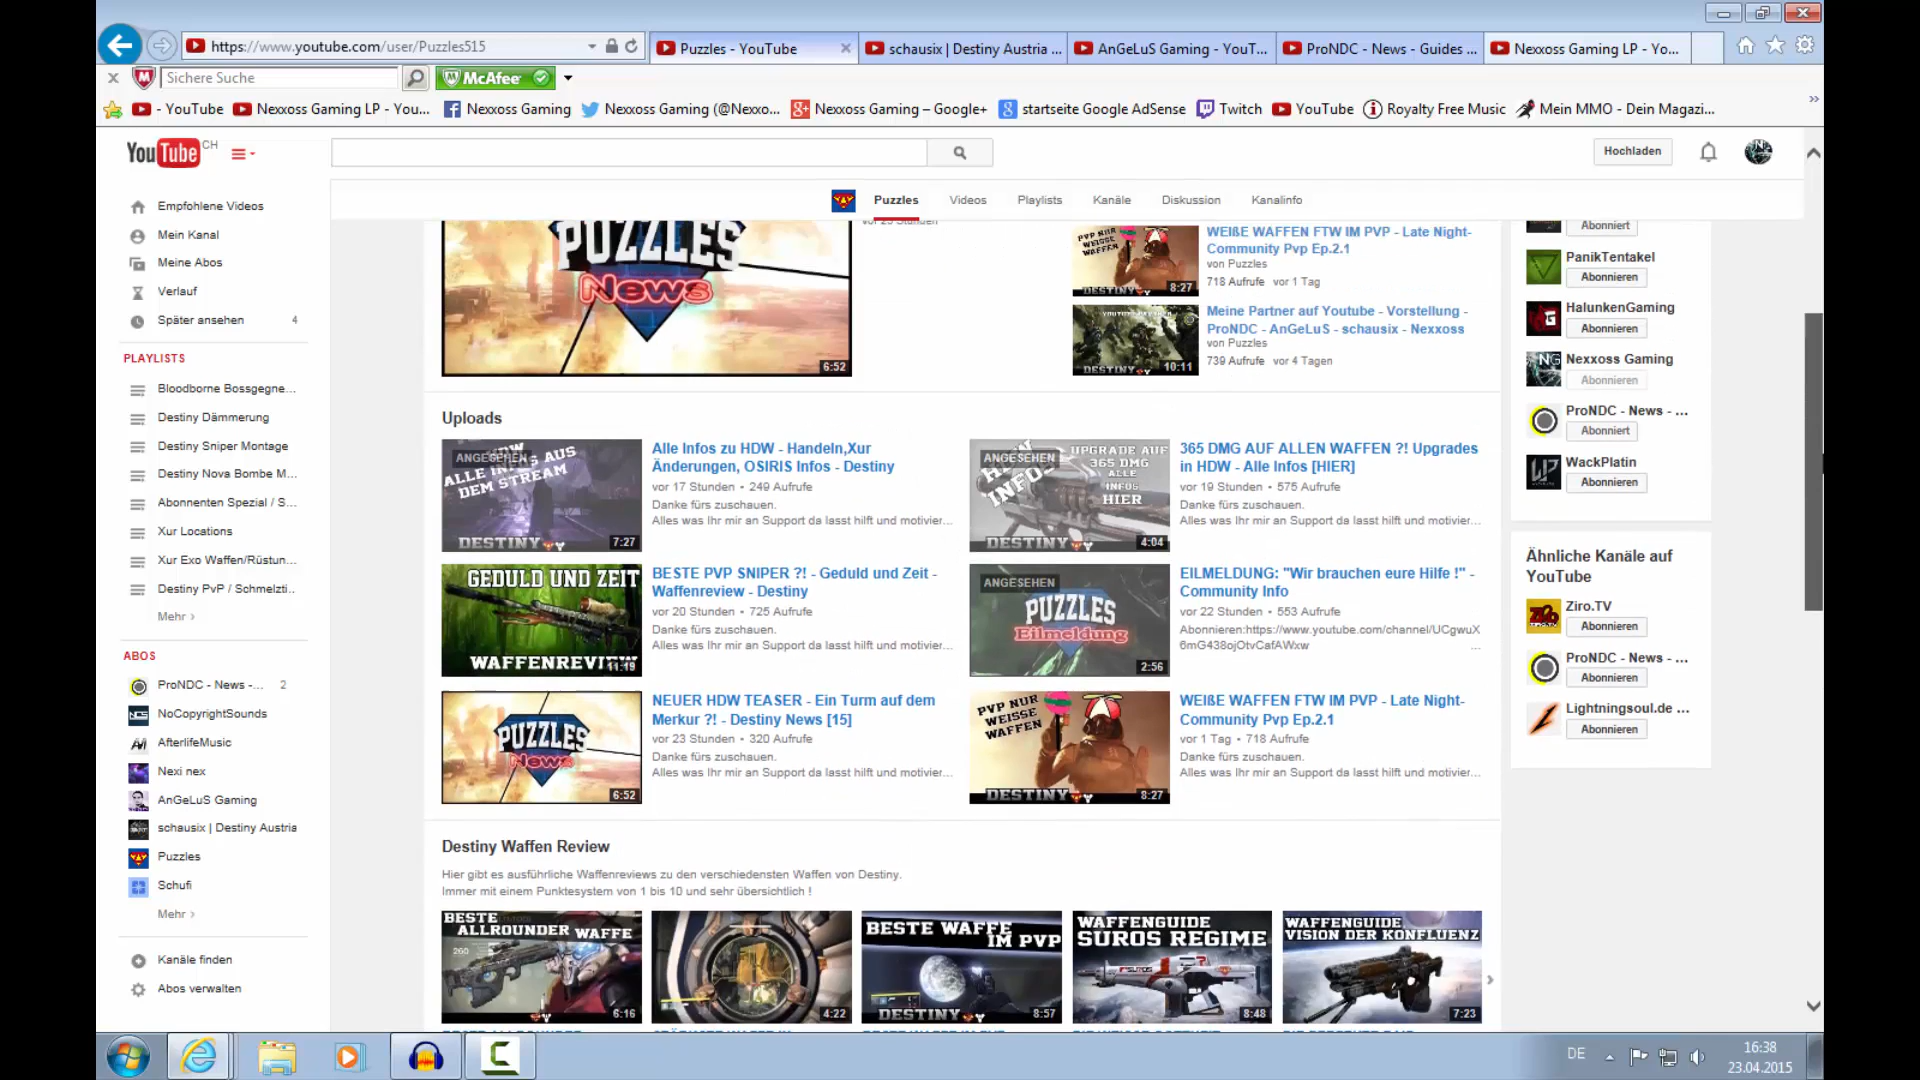 https://www.youtube.com/user/Puzzles515
Puzzles - YouTube
schausix | Destiny Austria ...
AnGeLuS Gaming - YouT...
ProNDC - News - Guides ...
Nexxoss Gaming LP - Yo...
Sichere Suche
McAfee
- YouTube
Nexxoss Gaming LP - You...
Nexxoss Gaming
Nexxoss Gaming (@Nexxo...
Nexxoss Gaming – Google+
startseite Google AdSense
Twitch
YouTube
Royalty Free Music
Mein MMO - Dein Magazi...
YouTube CH
Hochladen
Puzzles
Videos
Playlists
Kanäle
Diskussion
Kanalinfo
Empfohlene Videos
Mein Kanal
Meine Abos
Verlauf
Später ansehen 4
PLAYLISTS
Bloodborne Bossgegne...
Destiny Dämmerung
Destiny Sniper Montage
Destiny Nova Bombe M...
Abonnenten Spezial / S...
Xur Locations
Xur Exo Waffen/Rüstun...
Destiny PvP / Schmelzti...
Mehr ›
ABOS
ProNDC - News -... 2
NoCopyrightSounds
AfterlifeMusic
Nexi nex
AnGeLuS Gaming
schausix | Destiny Austria
Puzzles
Schufi
Mehr ›
Kanäle finden
Abos verwalten
PUZZLES
News
6:52
vor 23 Stunden
PVP NUR
WEISSE
WAFFEN
DESTINY
8:27
WEIßE WAFFEN FTW IM PVP - Late Night-
Community Pvp Ep.2.1
von Puzzles
718 Aufrufe vor 1 Tag
DESTINY
10:11
Meine Partner auf Youtube - Vorstellung -
ProNDC - AnGeLuS - schausix - Nexxoss
von Puzzles
739 Aufrufe vor 4 Tagen
Uploads
ANGESEHEN
HDW
ALLE INFOS AUS
DEM STREAM
DESTINY
7:27
Alle Infos zu HDW - Handeln,Xur
Änderungen, OSIRIS Infos - Destiny
vor 17 Stunden • 249 Aufrufe
Danke fürs zuschauen.
Alles was Ihr mir an Support da lasst hilft und motivier...
ANGESEHEN
HDW
INFOS
UPGRADE AUF
365 DMG
ALLE
INFOS
HIER
DESTINY
4:04
365 DMG AUF ALLEN WAFFEN ?! Upgrades
in HDW - Alle Infos [HIER]
vor 19 Stunden • 575 Aufrufe
Danke fürs zuschauen.
Alles was Ihr mir an Support da lasst hilft und motivier...
GEDULD UND ZEIT
WAFFENREVIEW
11:19
BESTE PVP SNIPER ?! - Geduld und Zeit -
Waffenreview - Destiny
vor 20 Stunden • 725 Aufrufe
Danke fürs zuschauen.
Alles was Ihr mir an Support da lasst hilft und motivier...
ANGESEHEN
PUZZLES
Eilmeldung
2:56
EILMELDUNG: "Wir brauchen eure Hilfe !" -
Community Info
vor 22 Stunden • 553 Aufrufe
Abonnieren:https://www.youtube.com/channel/UCgwuX
6mG438ojOtvCafAWxw ...
PUZZLES
News
6:52
NEUER HDW TEASER - Ein Turm auf dem
Merkur ?! - Destiny News [15]
vor 23 Stunden • 320 Aufrufe
Danke fürs zuschauen.
Alles was Ihr mir an Support da lasst hilft und motivier...
PVP NUR
WEISSE
WAFFEN
DESTINY
8:27
WEIßE WAFFEN FTW IM PVP - Late Night-
Community Pvp Ep.2.1
vor 1 Tag • 718 Aufrufe
Danke fürs zuschauen.
Alles was Ihr mir an Support da lasst hilft und motivier...
Destiny Waffen Review
Hier gibt es ausführliche Waffenreviews zu den verschiedensten Waffen von Destiny.
Immer mit einem Punktesystem von 1 bis 10 und sehr übersichtlich !
BESTE
ALLROUNDER WAFFE
260
6:16
4:22
BESTE WAFFE
IM PVP
DESTINY
8:57
WAFFENGUIDE
SUROS REGIME
8:48
WAFFENGUIDE
VISION DER KONFLUENZ
7:23
Abonnieren
PanikTentakel
Abonnieren
HalunkenGaming
Abonnieren
Nexxoss Gaming
Abonnieren
ProNDC - News - ...
Abonniert
WackPlatin
Abonnieren
Ähnliche Kanäle auf
YouTube
Ziro.TV
Abonnieren
ProNDC - News - ...
Abonnieren
Lightningsoul.de ...
Abonnieren
DE
16:38
23.04.2015